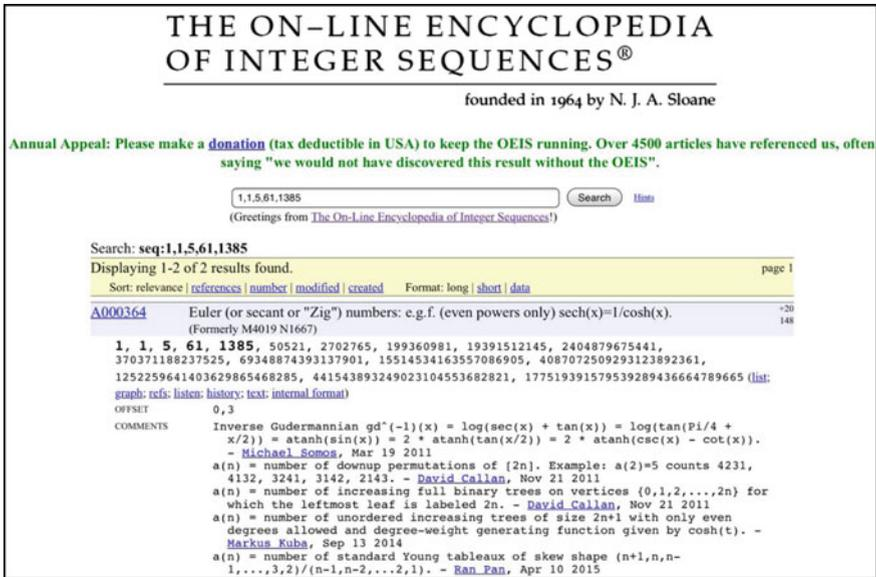 THE ON–LINE ENCYCLOPEDIA
OF INTEGER SEQUENCES®
founded in 1964 by N. J. A. Sloane
Annual Appeal: Please make a donation (tax deductible in USA) to keep the OEIS running. Over 4500 articles have referenced us, often
saying "we would not have discovered this result without the OEIS".
1,1,5,61,1385 Search Hints
(Greetings from The On-Line Encyclopedia of Integer Sequences!)
Search: seq:1,1,5,61,1385
Displaying 1-2 of 2 results found. page 1
Sort: relevance | references | number | modified | created Format: long | short | data
A000364 Euler (or secant or "Zig") numbers: e.g.f. (even powers only) sech(x)=1/cosh(x). +20
(Formerly M4019 N1667) 148
1, 1, 5, 61, 1385, 50521, 2702765, 199360981, 19391512145, 2404879675441,
370371188237525, 69348874393137901, 15514534163557086905, 4087072509293123892361,
1252259641403629865468285, 441543893249023104553682821, 177519391579539289436664789665 (list;
graph; refs; listen; history; text; internal format)
OFFSET 0,3
COMMENTS Inverse Gudermannian gd^(-1)(x) = log(sec(x) + tan(x)) = log(tan(Pi/4 +
x/2)) = atanh(sin(x)) = 2 * atanh(tan(x/2)) = 2 * atanh(csc(x) - cot(x)).
- Michael Somos, Mar 19 2011
a(n) = number of downup permutations of [2n]. Example: a(2)=5 counts 4231,
4132, 3241, 3142, 2143. - David Callan, Nov 21 2011
a(n) = number of increasing full binary trees on vertices {0,1,2,...,2n} for
which the leftmost leaf is labeled 2n. - David Callan, Nov 21 2011
a(n) = number of unordered increasing trees of size 2n+1 with only even
degrees allowed and degree-weight generating function given by cosh(t). -
Markus Kuba, Sep 13 2014
a(n) = number of standard Young tableaux of skew shape (n+1,n,n-
1,...,3,2)/(n-1,n-2,...2,1). - Ran Pan, Apr 10 2015